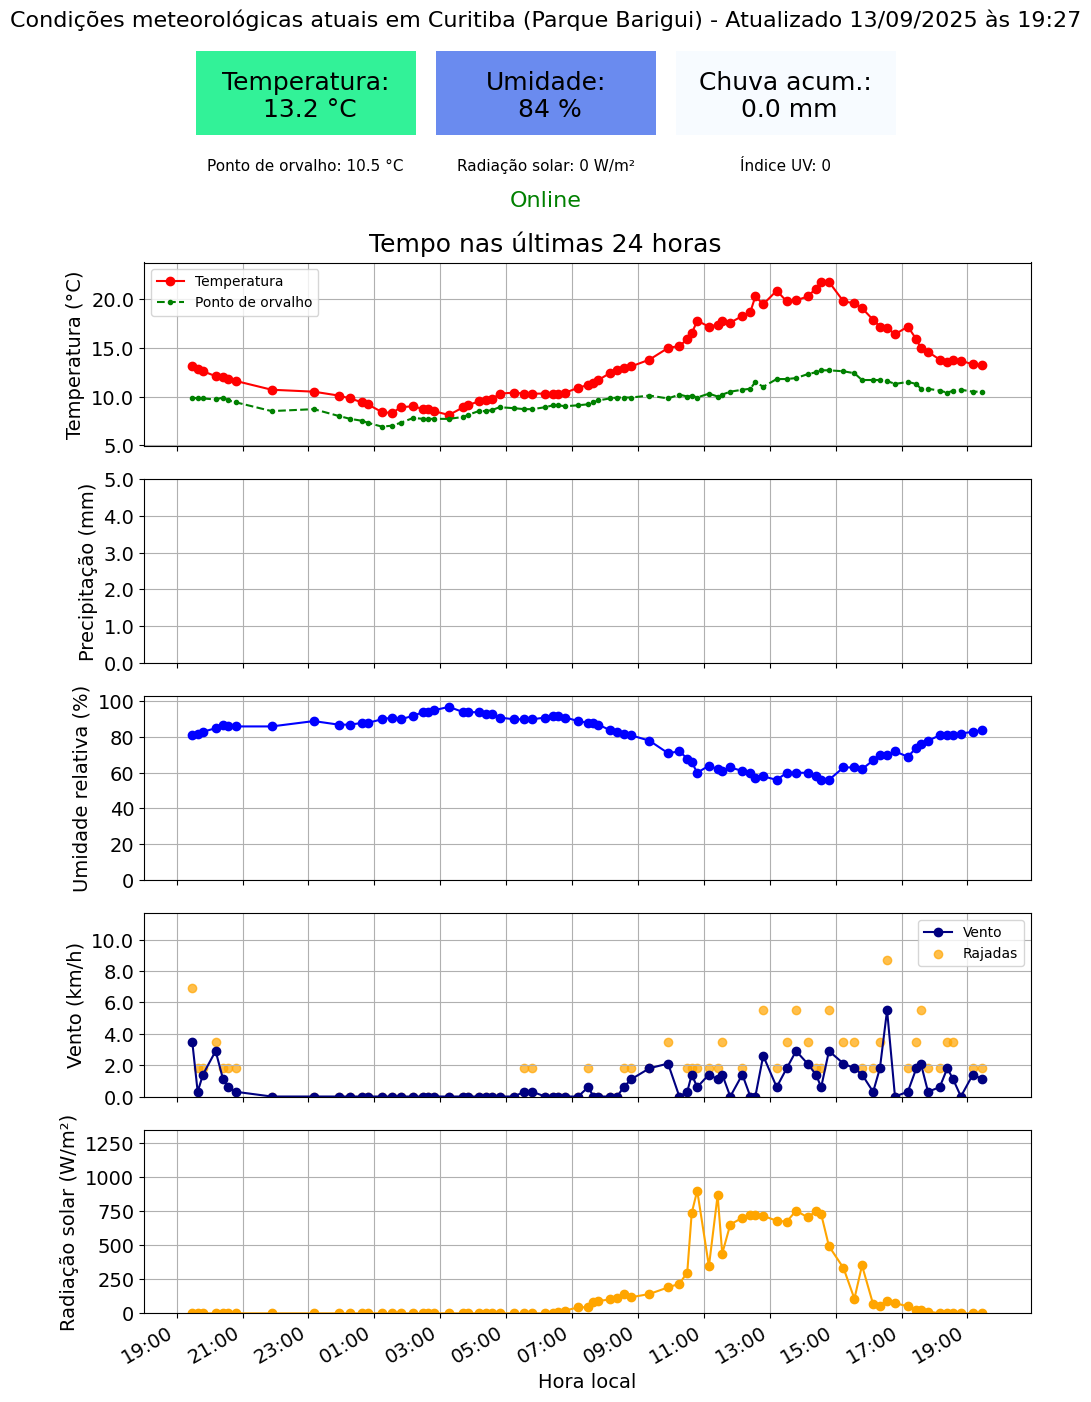 Condições meteorológicas atuais em Curitiba (Parque Barigui) - Atualizado 13/09/2025 às 19:27
Temperatura:
13.2 °C
Umidade:
84 %
Chuva acum.:
0.0 mm
Ponto de orvalho: 10.5 °C
Radiação solar: 0 W/m²
Índice UV: 0
Online
Tempo nas últimas 24 horas
Temperatura (°C)
20.0
15.0
10.0
5.0
Temperatura
Ponto de orvalho
Precipitação (mm)
5.0
4.0
3.0
2.0
1.0
0.0
Umidade relativa (%)
100
80
60
40
20
0
Vento (km/h)
10.0
8.0
6.0
4.0
2.0
0.0
Vento
Rajadas
Radiação solar (W/m²)
1250
1000
750
500
250
0
19:00
21:00
23:00
01:00
03:00
05:00
07:00
09:00
11:00
13:00
15:00
17:00
19:00
Hora local